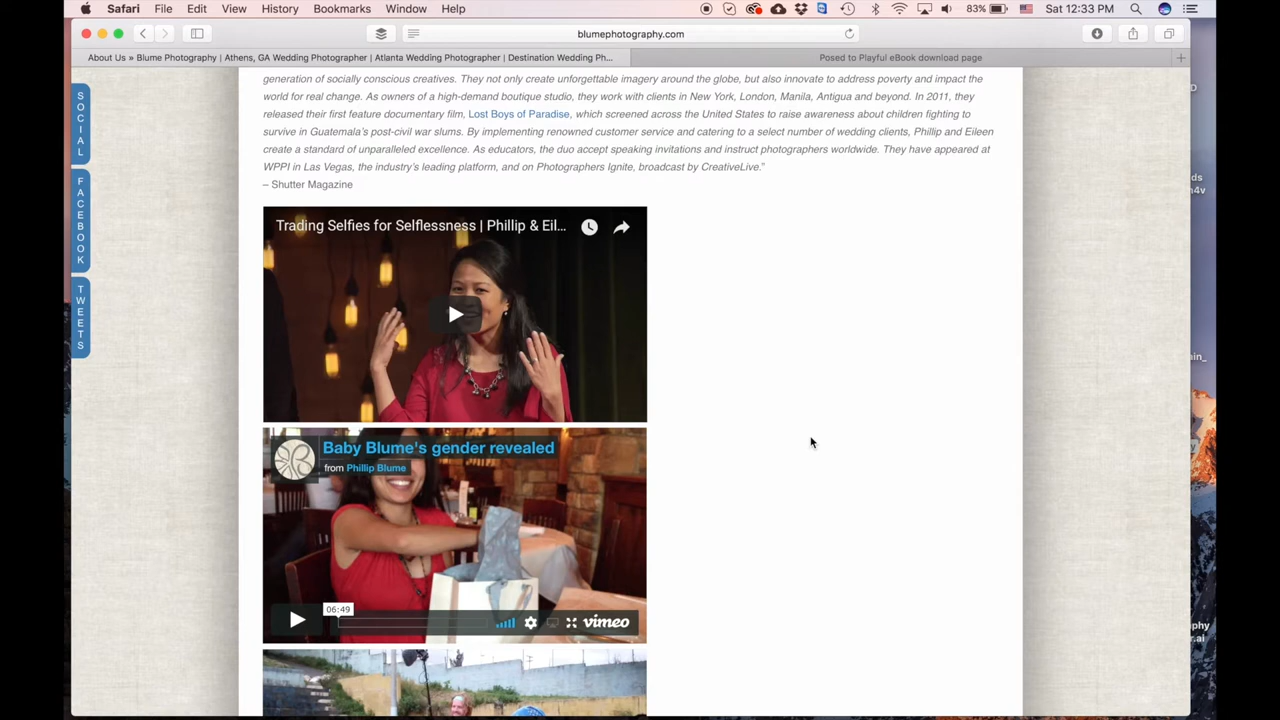 Safari File Edit View History Bookmarks Window Help 83% Sat 12:33 PM
blumephotography.com
About Us » Blume Photography | Athens, GA Wedding Photographer | Atlanta Wedding Photographer | Destination Wedding Ph... Posed to Playful eBook download page
SOCIAL
FACEBOOK
TWEETS
generation of socially conscious creatives. They not only create unforgettable imagery around the globe, but also innovate to address poverty and impact the
world for real change. As owners of a high-demand boutique studio, they work with clients in New York, London, Manila, Antigua and beyond. In 2011, they
released their first feature documentary film, Lost Boys of Paradise, which screened across the United States to raise awareness about children fighting to
survive in Guatemala's post-civil war slums. By implementing renowned customer service and catering to a select number of wedding clients, Phillip and Eileen
create a standard of unparalleled excellence. As educators, the duo accept speaking invitations and instruct photographers worldwide. They have appeared at
WPPI in Las Vegas, the industry's leading platform, and on Photographers Ignite, broadcast by CreativeLive."
– Shutter Magazine
Trading Selfies for Selflessness | Phillip & Eil...
Baby Blume's gender revealed
from Phillip Blume
06:49
vimeo